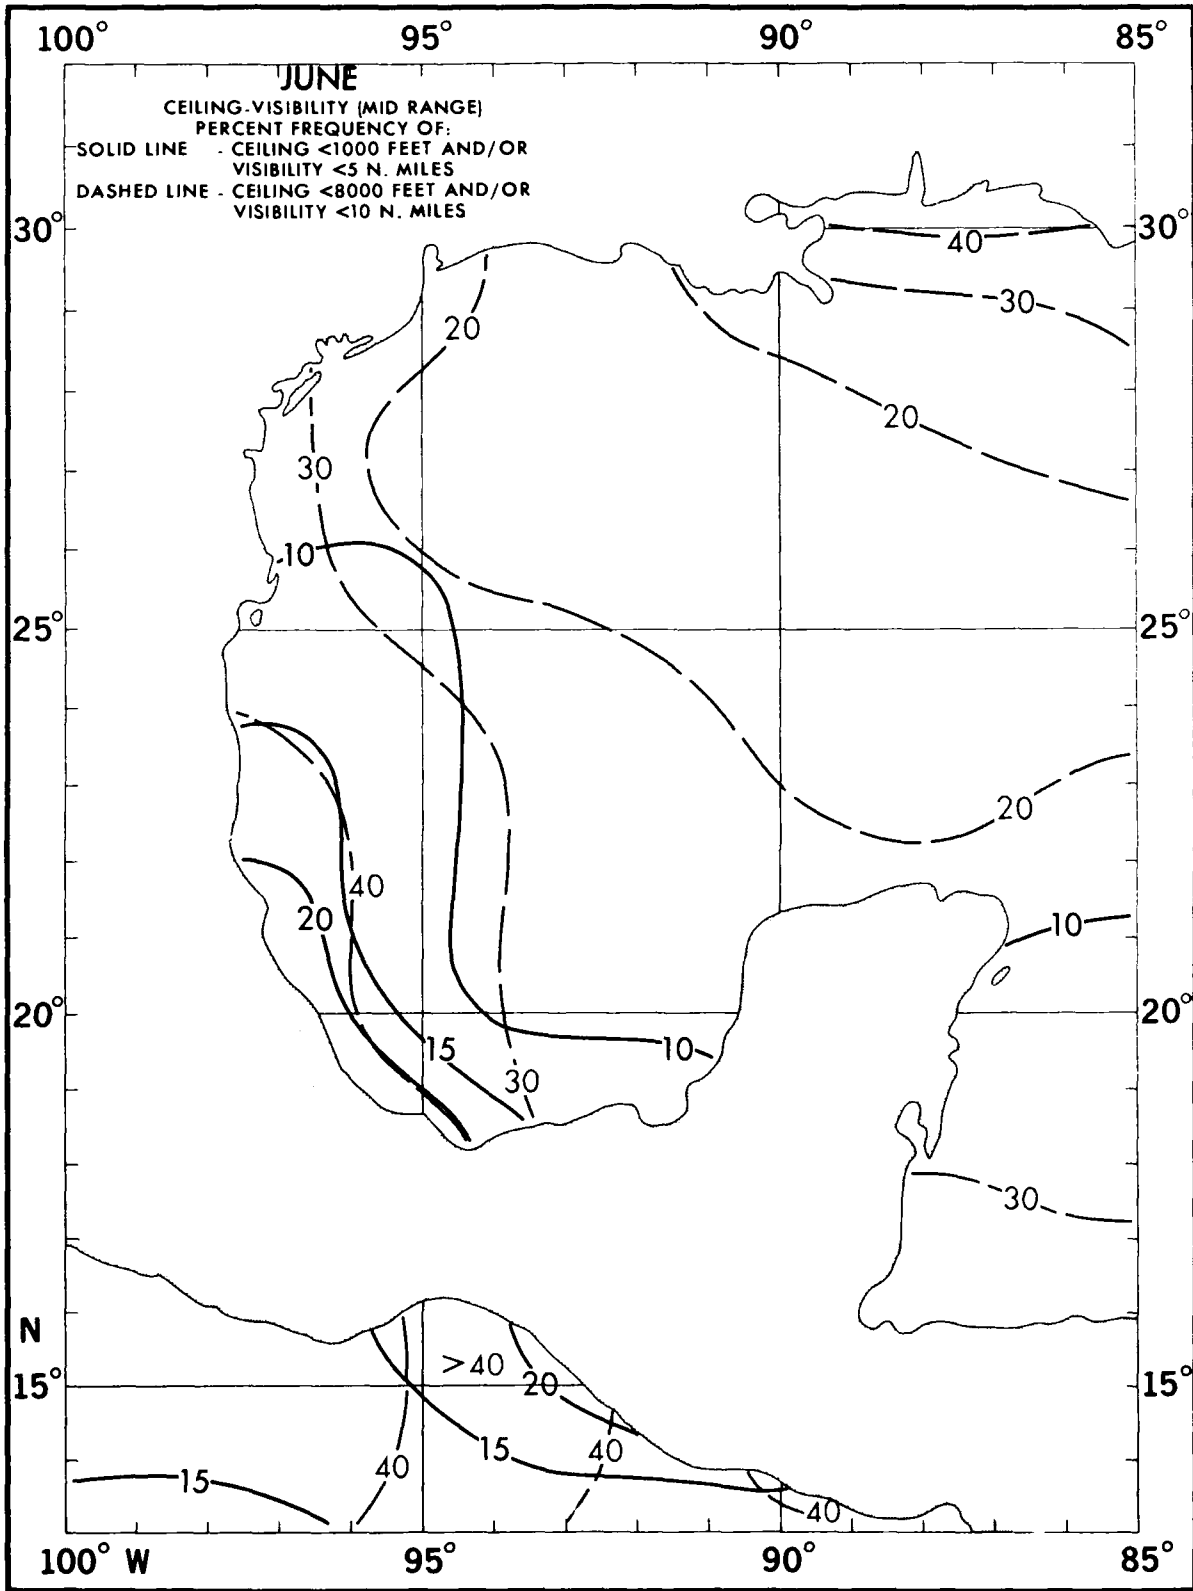 100° 95° 90° 85°
JUNE
CEILING-VISIBILITY (MID RANGE)
PERCENT FREQUENCY OF:
SOLID LINE - CEILING <1000 FEET AND/OR
VISIBILITY <5 N. MILES
DASHED LINE - CEILING <8000 FEET AND/OR
VISIBILITY <10 N. MILES
30° 30°
40
30
20
20
30
10
25° 25°
20
40
20
10
20° 20°
15
10
30
30
N
>40
15° 20 15°
15
40
40
15
40
100° W 95° 90° 85°